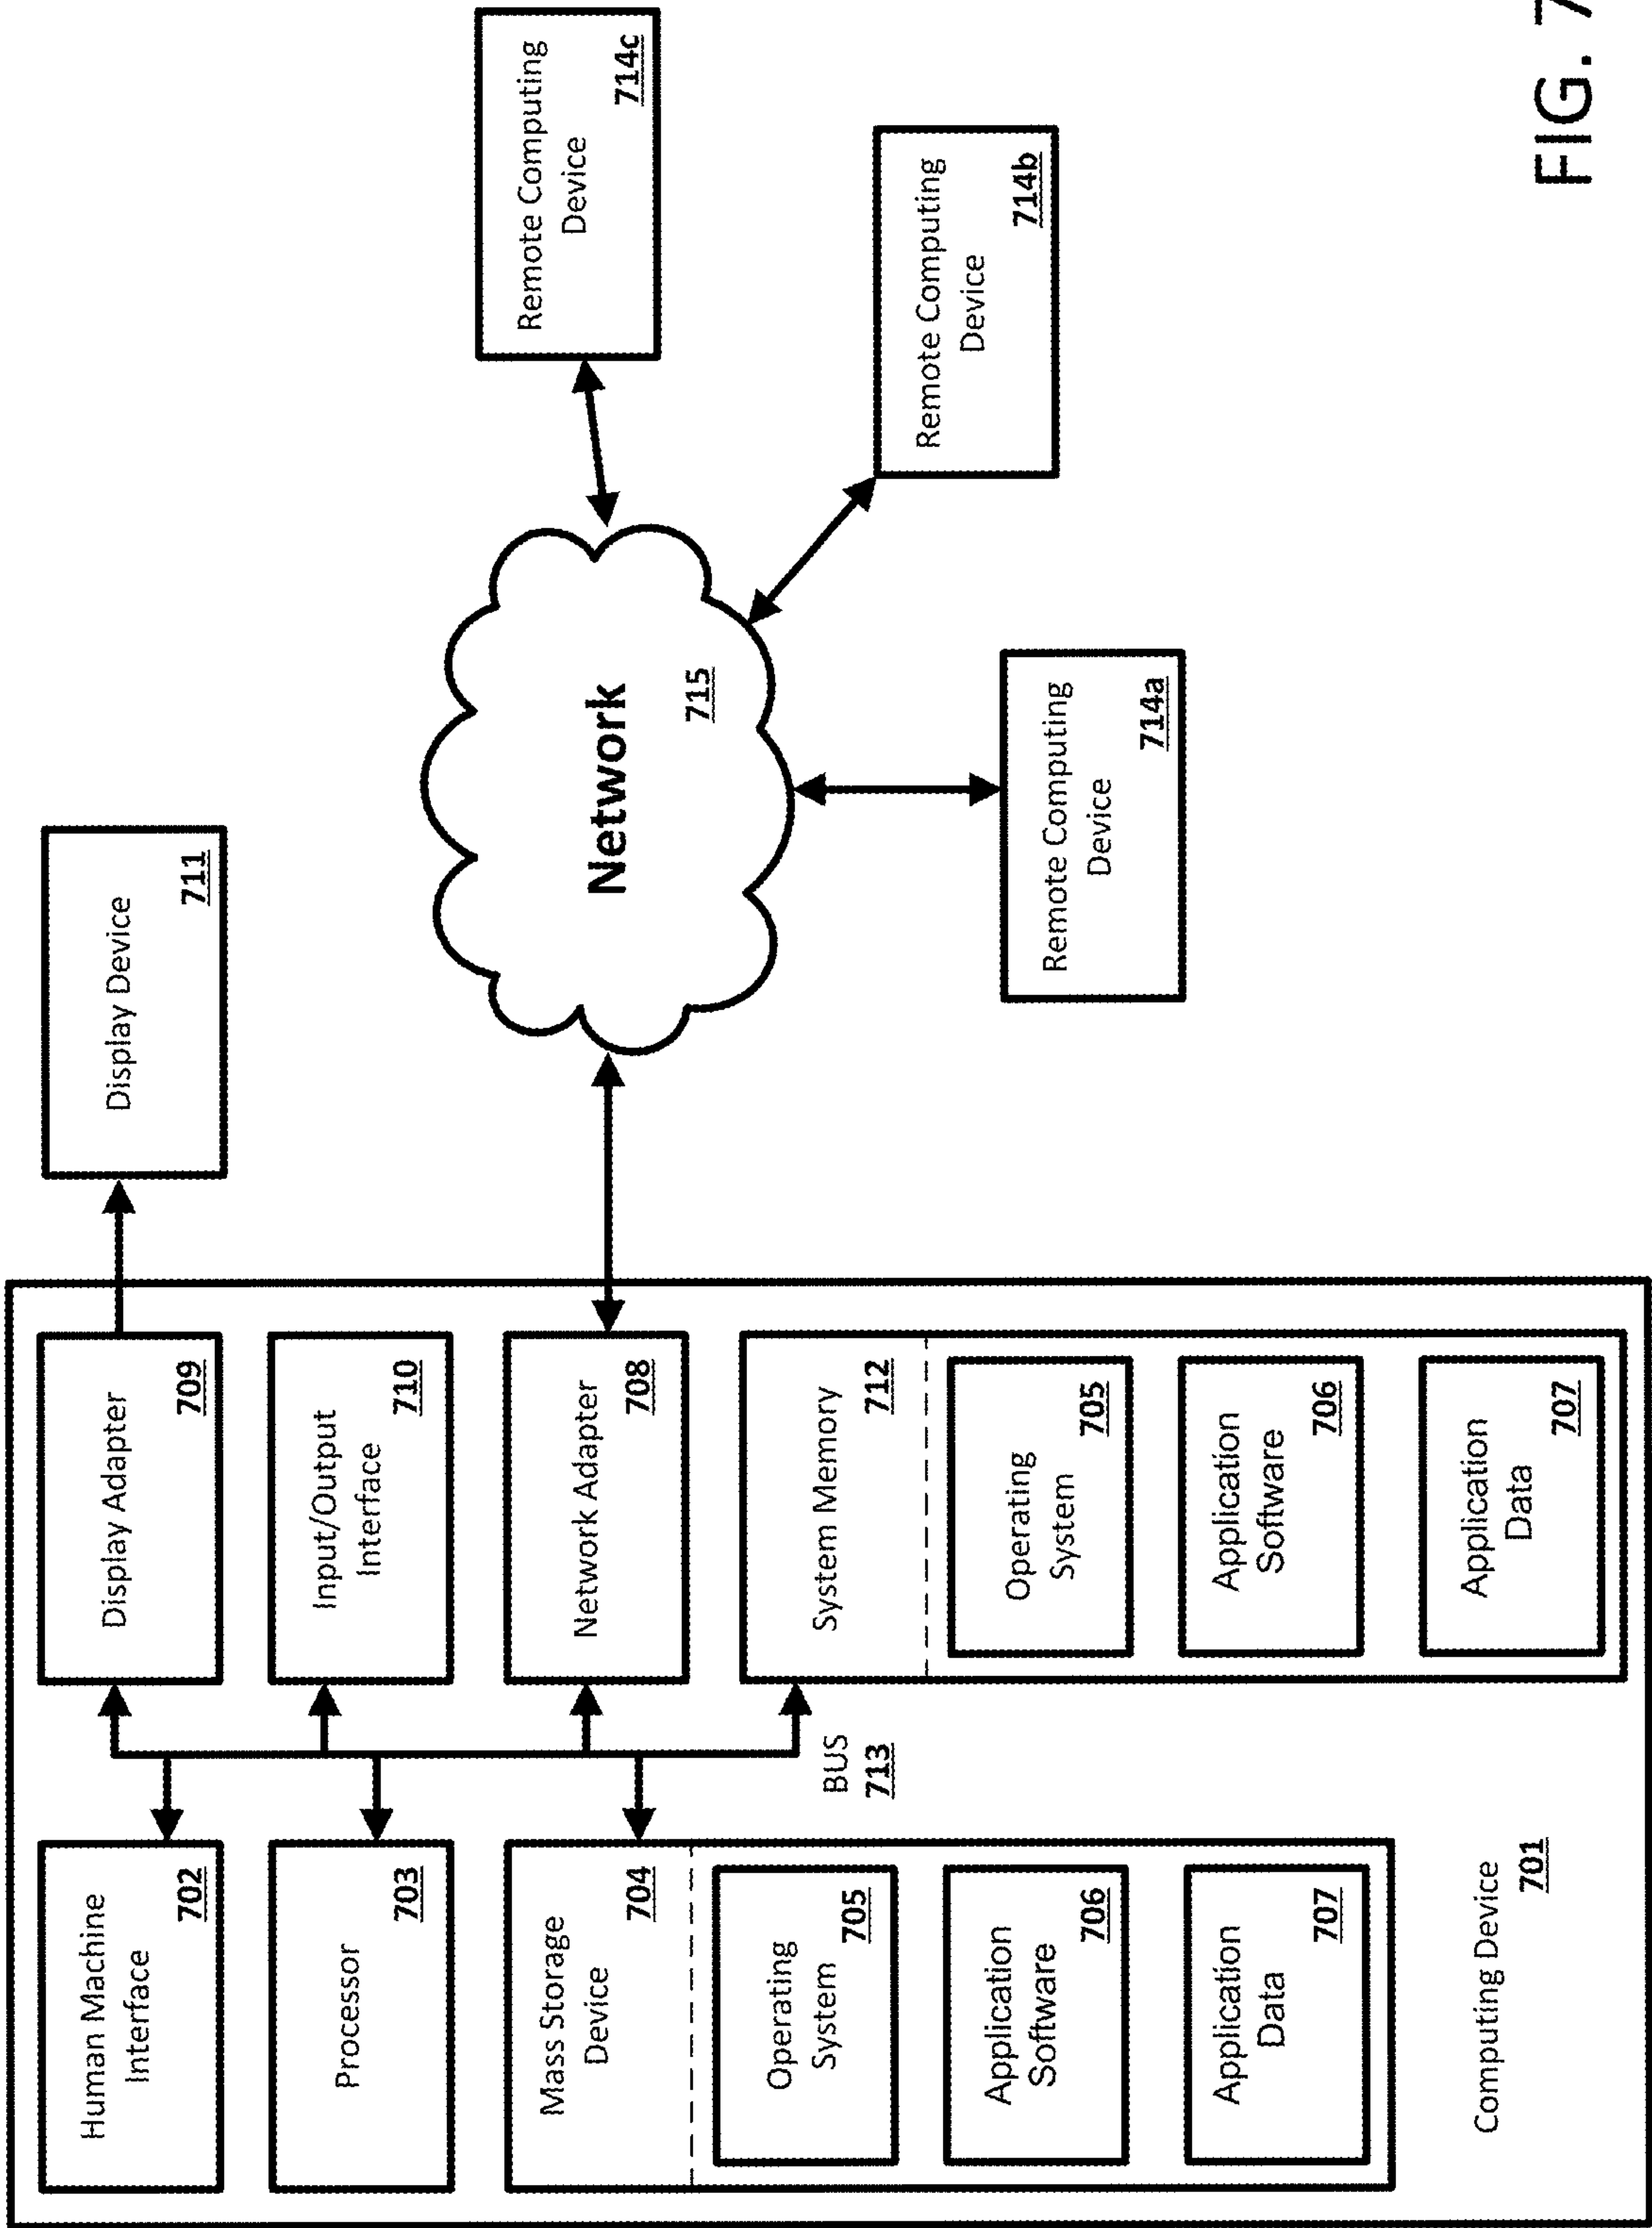 Human Machine
Interface
702
Processor
703
Mass Storage
Device
704
Operating
System
705
Application
Software
706
Application
Data
707
Computing Device
701
BUS
713
Display Adapter
709
Input/Output
Interface
710
Network Adapter
708
System Memory
712
Operating
System
705
Application
Software
706
Application
Data
707
Display Device
711
Network
715
Remote Computing
Device
714a
Remote Computing
Device
714b
Remote Computing
Device
714c
FIG. 7